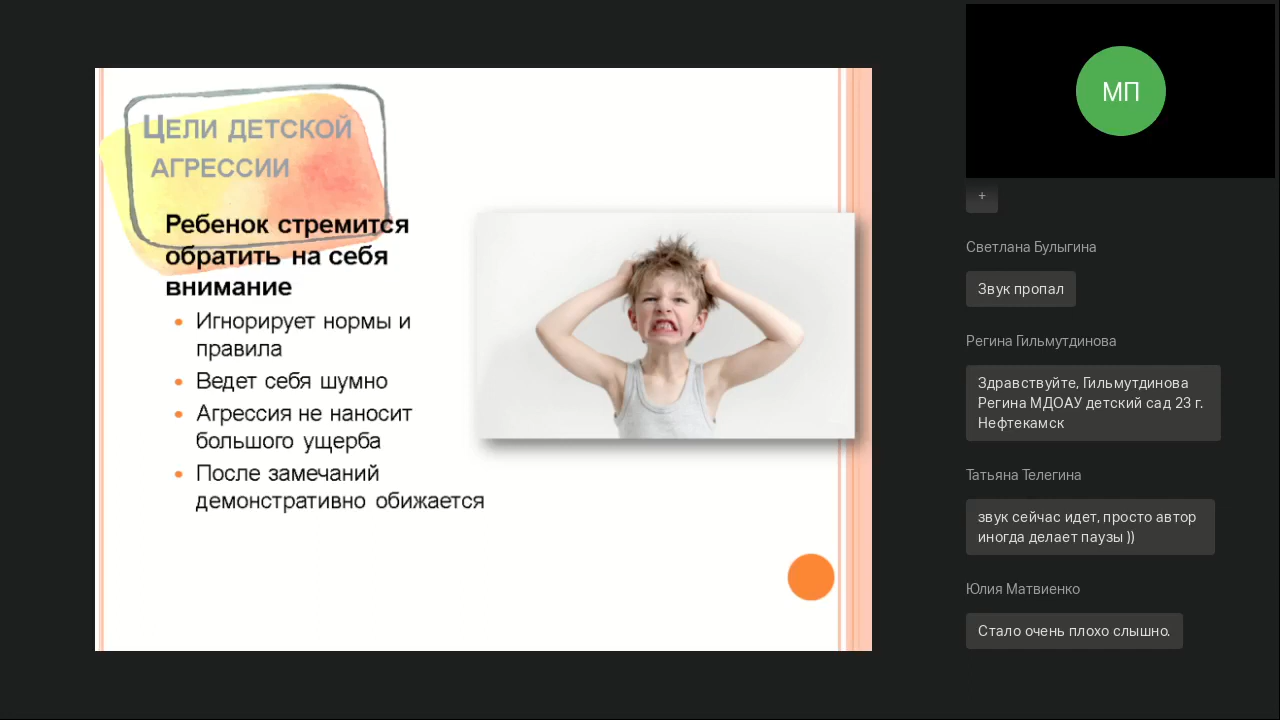 Цели детской
агрессии
Ребенок стремится
обратить на себя
внимание
• Игнорирует нормы и
правила
• Ведет себя шумно
• Агрессия не наносит
большого ущерба
• После замечаний
демонстративно обижается
МП
+
Светлана Булыгина
Звук пропал
Регина Гильмутдинова
Здравствуйте, Гильмутдинова
Регина МДОАУ детский сад 23 г.
Нефтекамск
Татьяна Телегина
звук сейчас идет, просто автор
иногда делает паузы ))
Юлия Матвиенко
Стало очень плохо слышно.